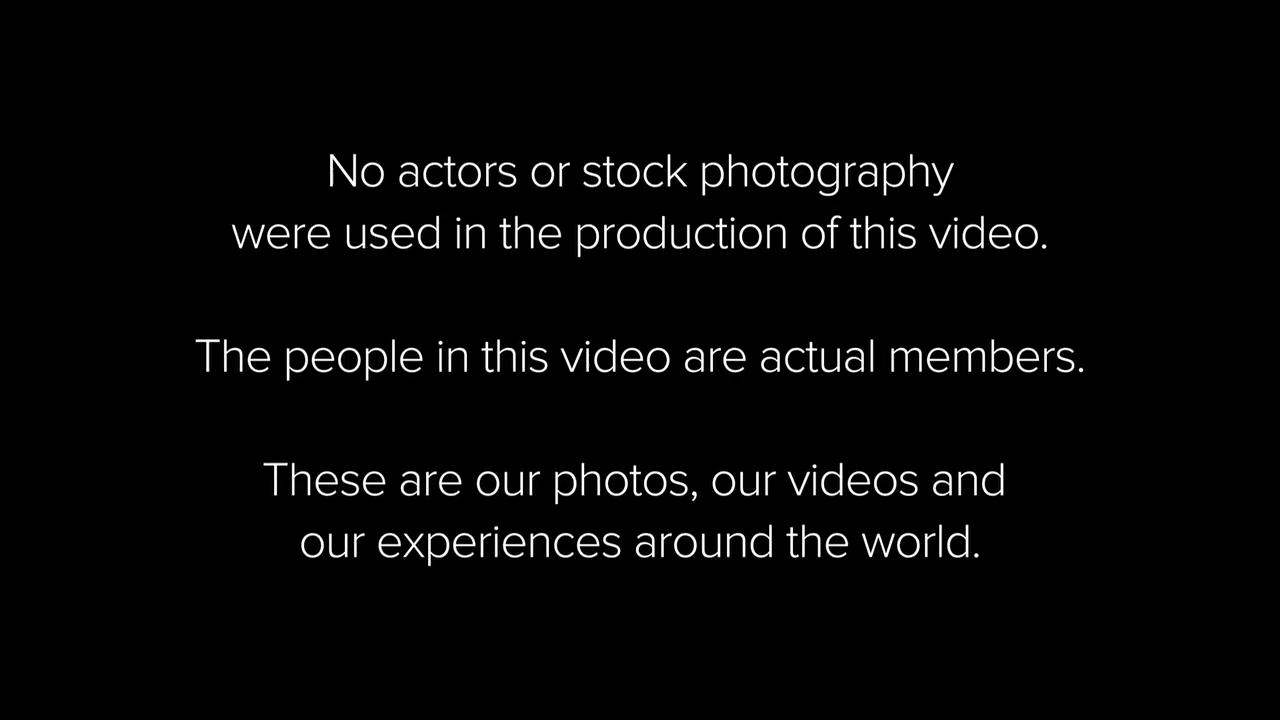 No actors or stock photography
were used in the production of this video.
The people in this video are actual members.
These are our photos, our videos and
our experiences around the world.